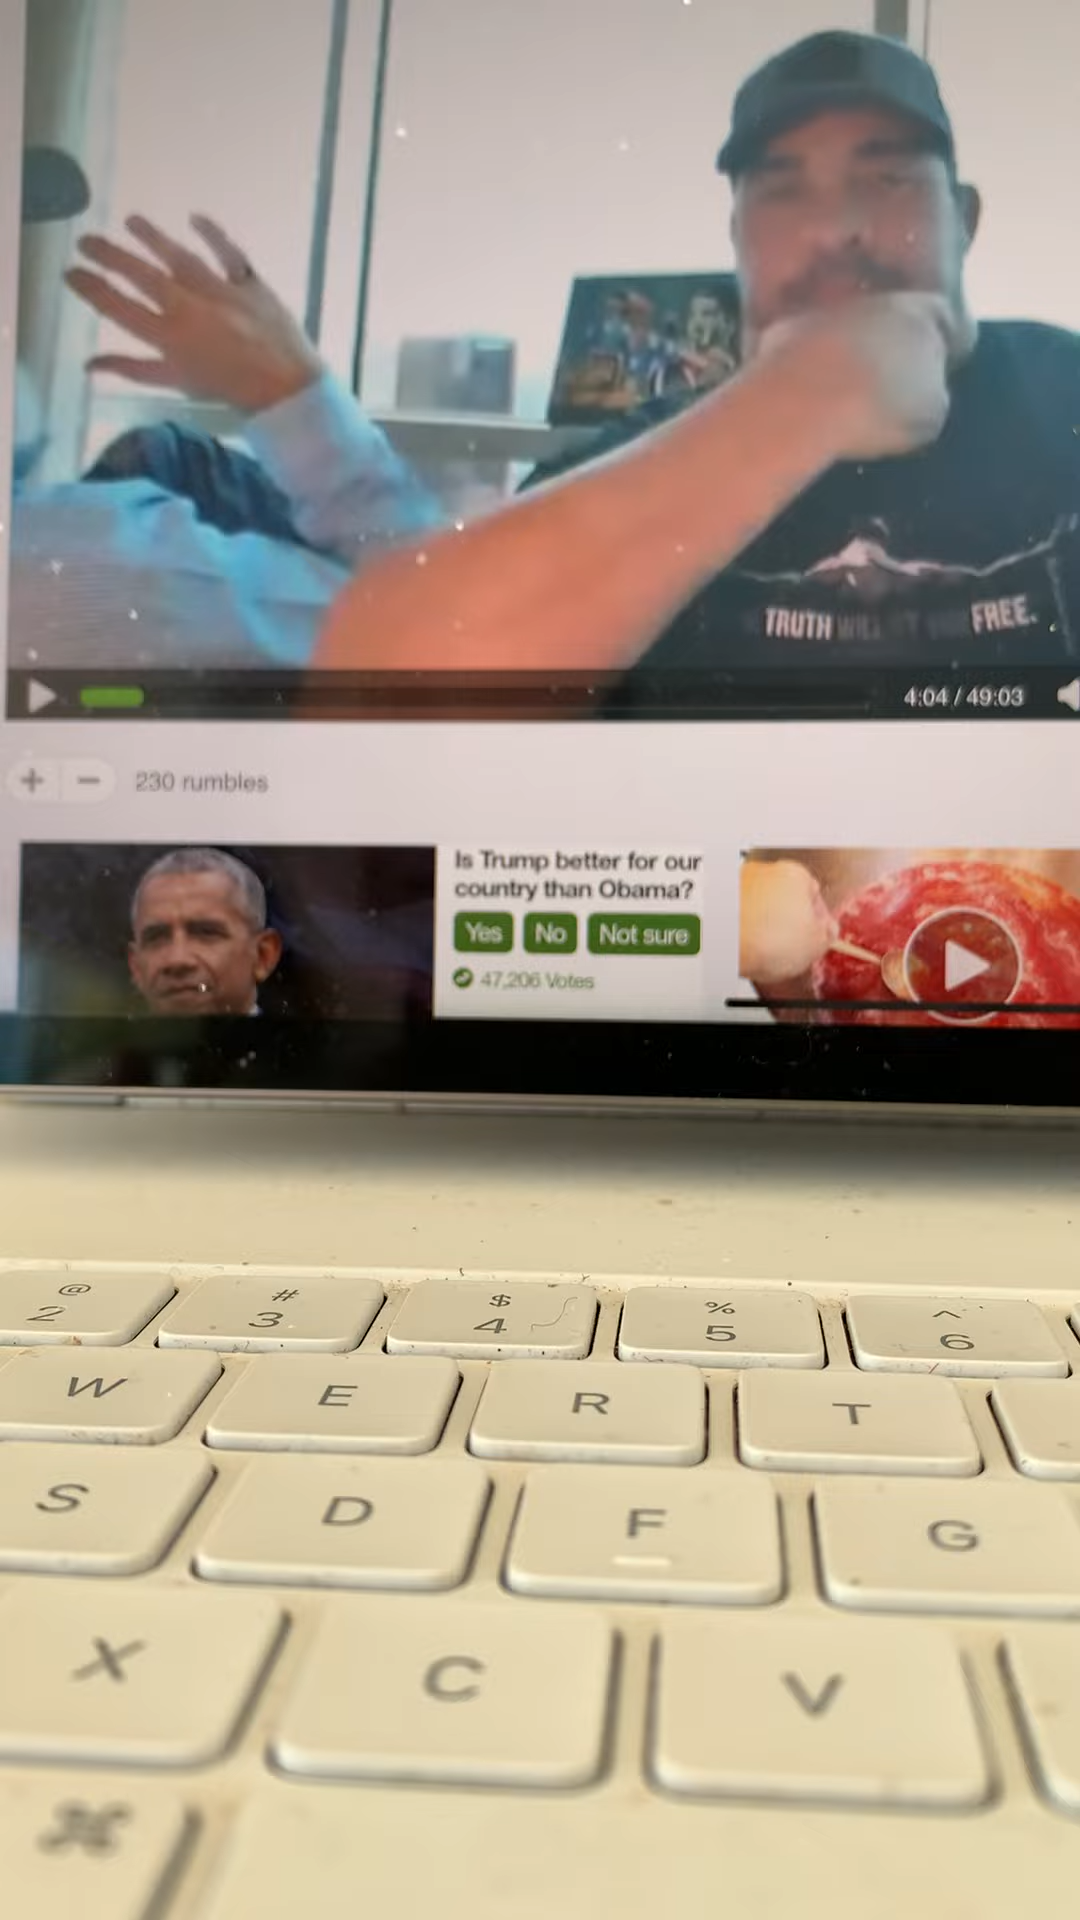 TRUTH WILL FREE.
4:04 / 49:03
+ − 230 rumbles
Is Trump better for our
country than Obama?
Yes No Not sure
47,206 Votes
@ # $ % ^
2 3 4 5 6
W E R T
S D F G
X C V
⌘